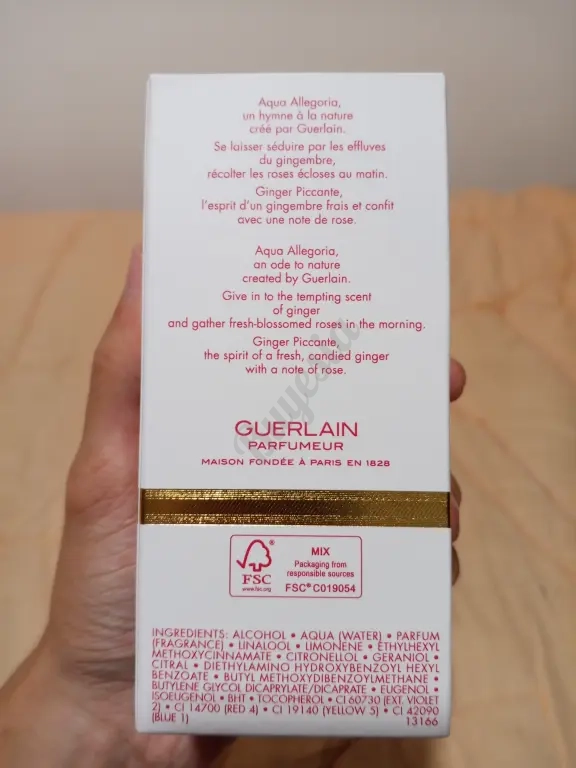 Aqua Allegoria,
un hymne à la nature
créé par Guerlain.
Se laisser séduire par les effluves
du gingembre,
récolter les roses écloses au matin.
Ginger Piccante,
l'esprit d'un gingembre frais et confit
avec une note de rose.
Aqua Allegoria,
an ode to nature
created by Guerlain.
Give in to the tempting scent
of ginger
and gather fresh-blossomed roses in the morning.
Ginger Piccante,
the spirit of a fresh, candied ginger
with a note of rose.
GUERLAIN
PARFUMEUR
MAISON FONDÉE À PARIS EN 1828
FSC
www.fsc.org
MIX
Packaging from
responsible sources
FSC® C019054
INGREDIENTS: ALCOHOL • AQUA (WATER) • PARFUM
(FRAGRANCE) • LINALOOL • LIMONENE • ETHYLHEXYL
METHOXYCINNAMATE • CITRONELLOL • GERANIOL •
CITRAL • DIETHYLAMINO HYDROXYBENZOYL HEXYL
BENZOATE • BUTYL METHOXYDIBENZOYLMETHANE •
BUTYLENE GLYCOL DICAPRYLATE/DICAPRATE • EUGENOL •
ISOEUGENOL • BHT • TOCOPHEROL • CI 60730 (EXT. VIOLET
2) • CI 14700 (RED 4) • CI 19140 (YELLOW 5) • CI 42090
(BLUE 1) 13166